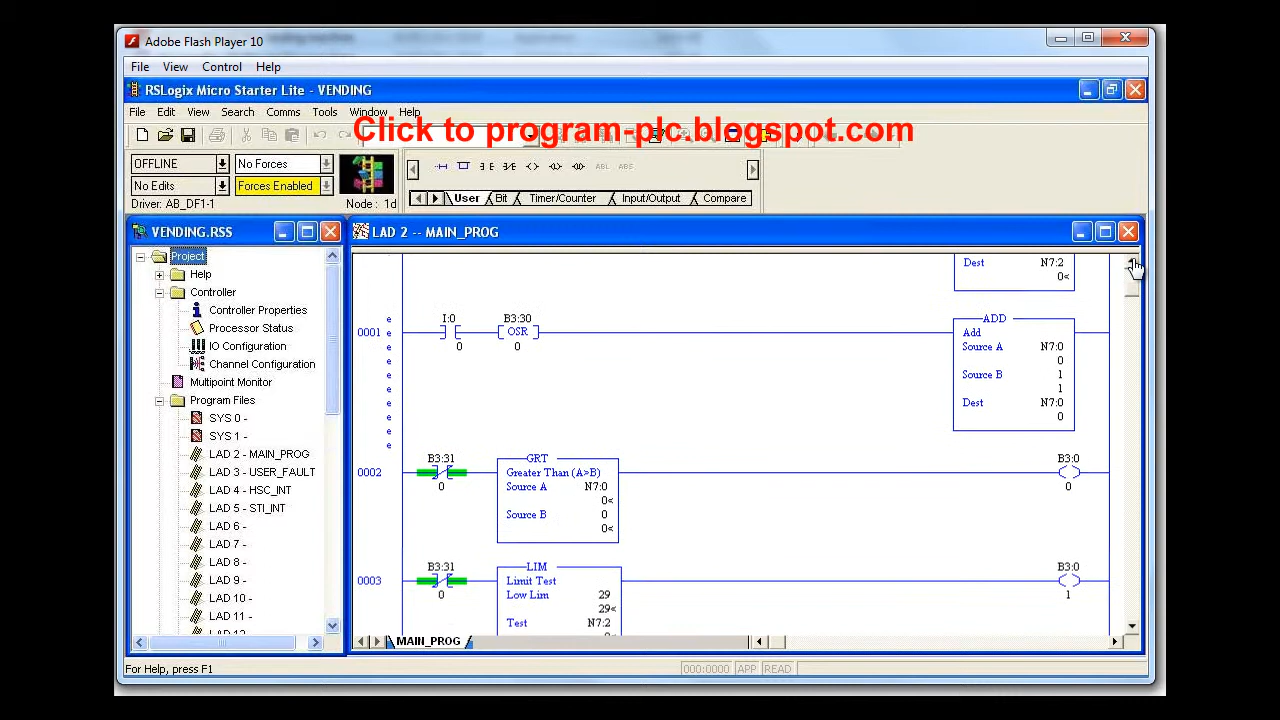 Adobe Flash Player 10
File View Control Help
RSLogix Micro Starter Lite - VENDING
File Edit View Search Comms Tools Window Help
Click to program-plc.blogspot.com
OFFLINE No Forces
No Edits Forces Enabled
Driver: AB_DF1-1 Node : 1d
ABL ABS
User Bit Timer/Counter Input/Output Compare
VENDING.RSS
Project
Help
Controller
Controller Properties
Processor Status
IO Configuration
Channel Configuration
Multipoint Monitor
Program Files
SYS 0 -
SYS 1 -
LAD 2 - MAIN_PROG
LAD 3 - USER_FAULT
LAD 4 - HSC_INT
LAD 5 - STI_INT
LAD 6 -
LAD 7 -
LAD 8 -
LAD 9 -
LAD 10 -
LAD 11 -
LAD 2 -- MAIN_PROG
Dest N7:2
0<
e
e
e
e
e
e
e
e
e
e
0001
I:0
0
B3:30
OSR
0
ADD
Add
Source A N7:0
0
Source B 1
1
Dest N7:0
0
0002
B3:31
0
GRT
Greater Than (A>B)
Source A N7:0
0<
Source B 0
0<
B3:0
0
0003
B3:31
0
LIM
Limit Test
Low Lim 29
29<
Test N7:2
B3:0
1
MAIN_PROG
For Help, press F1
000:0000 APP READ